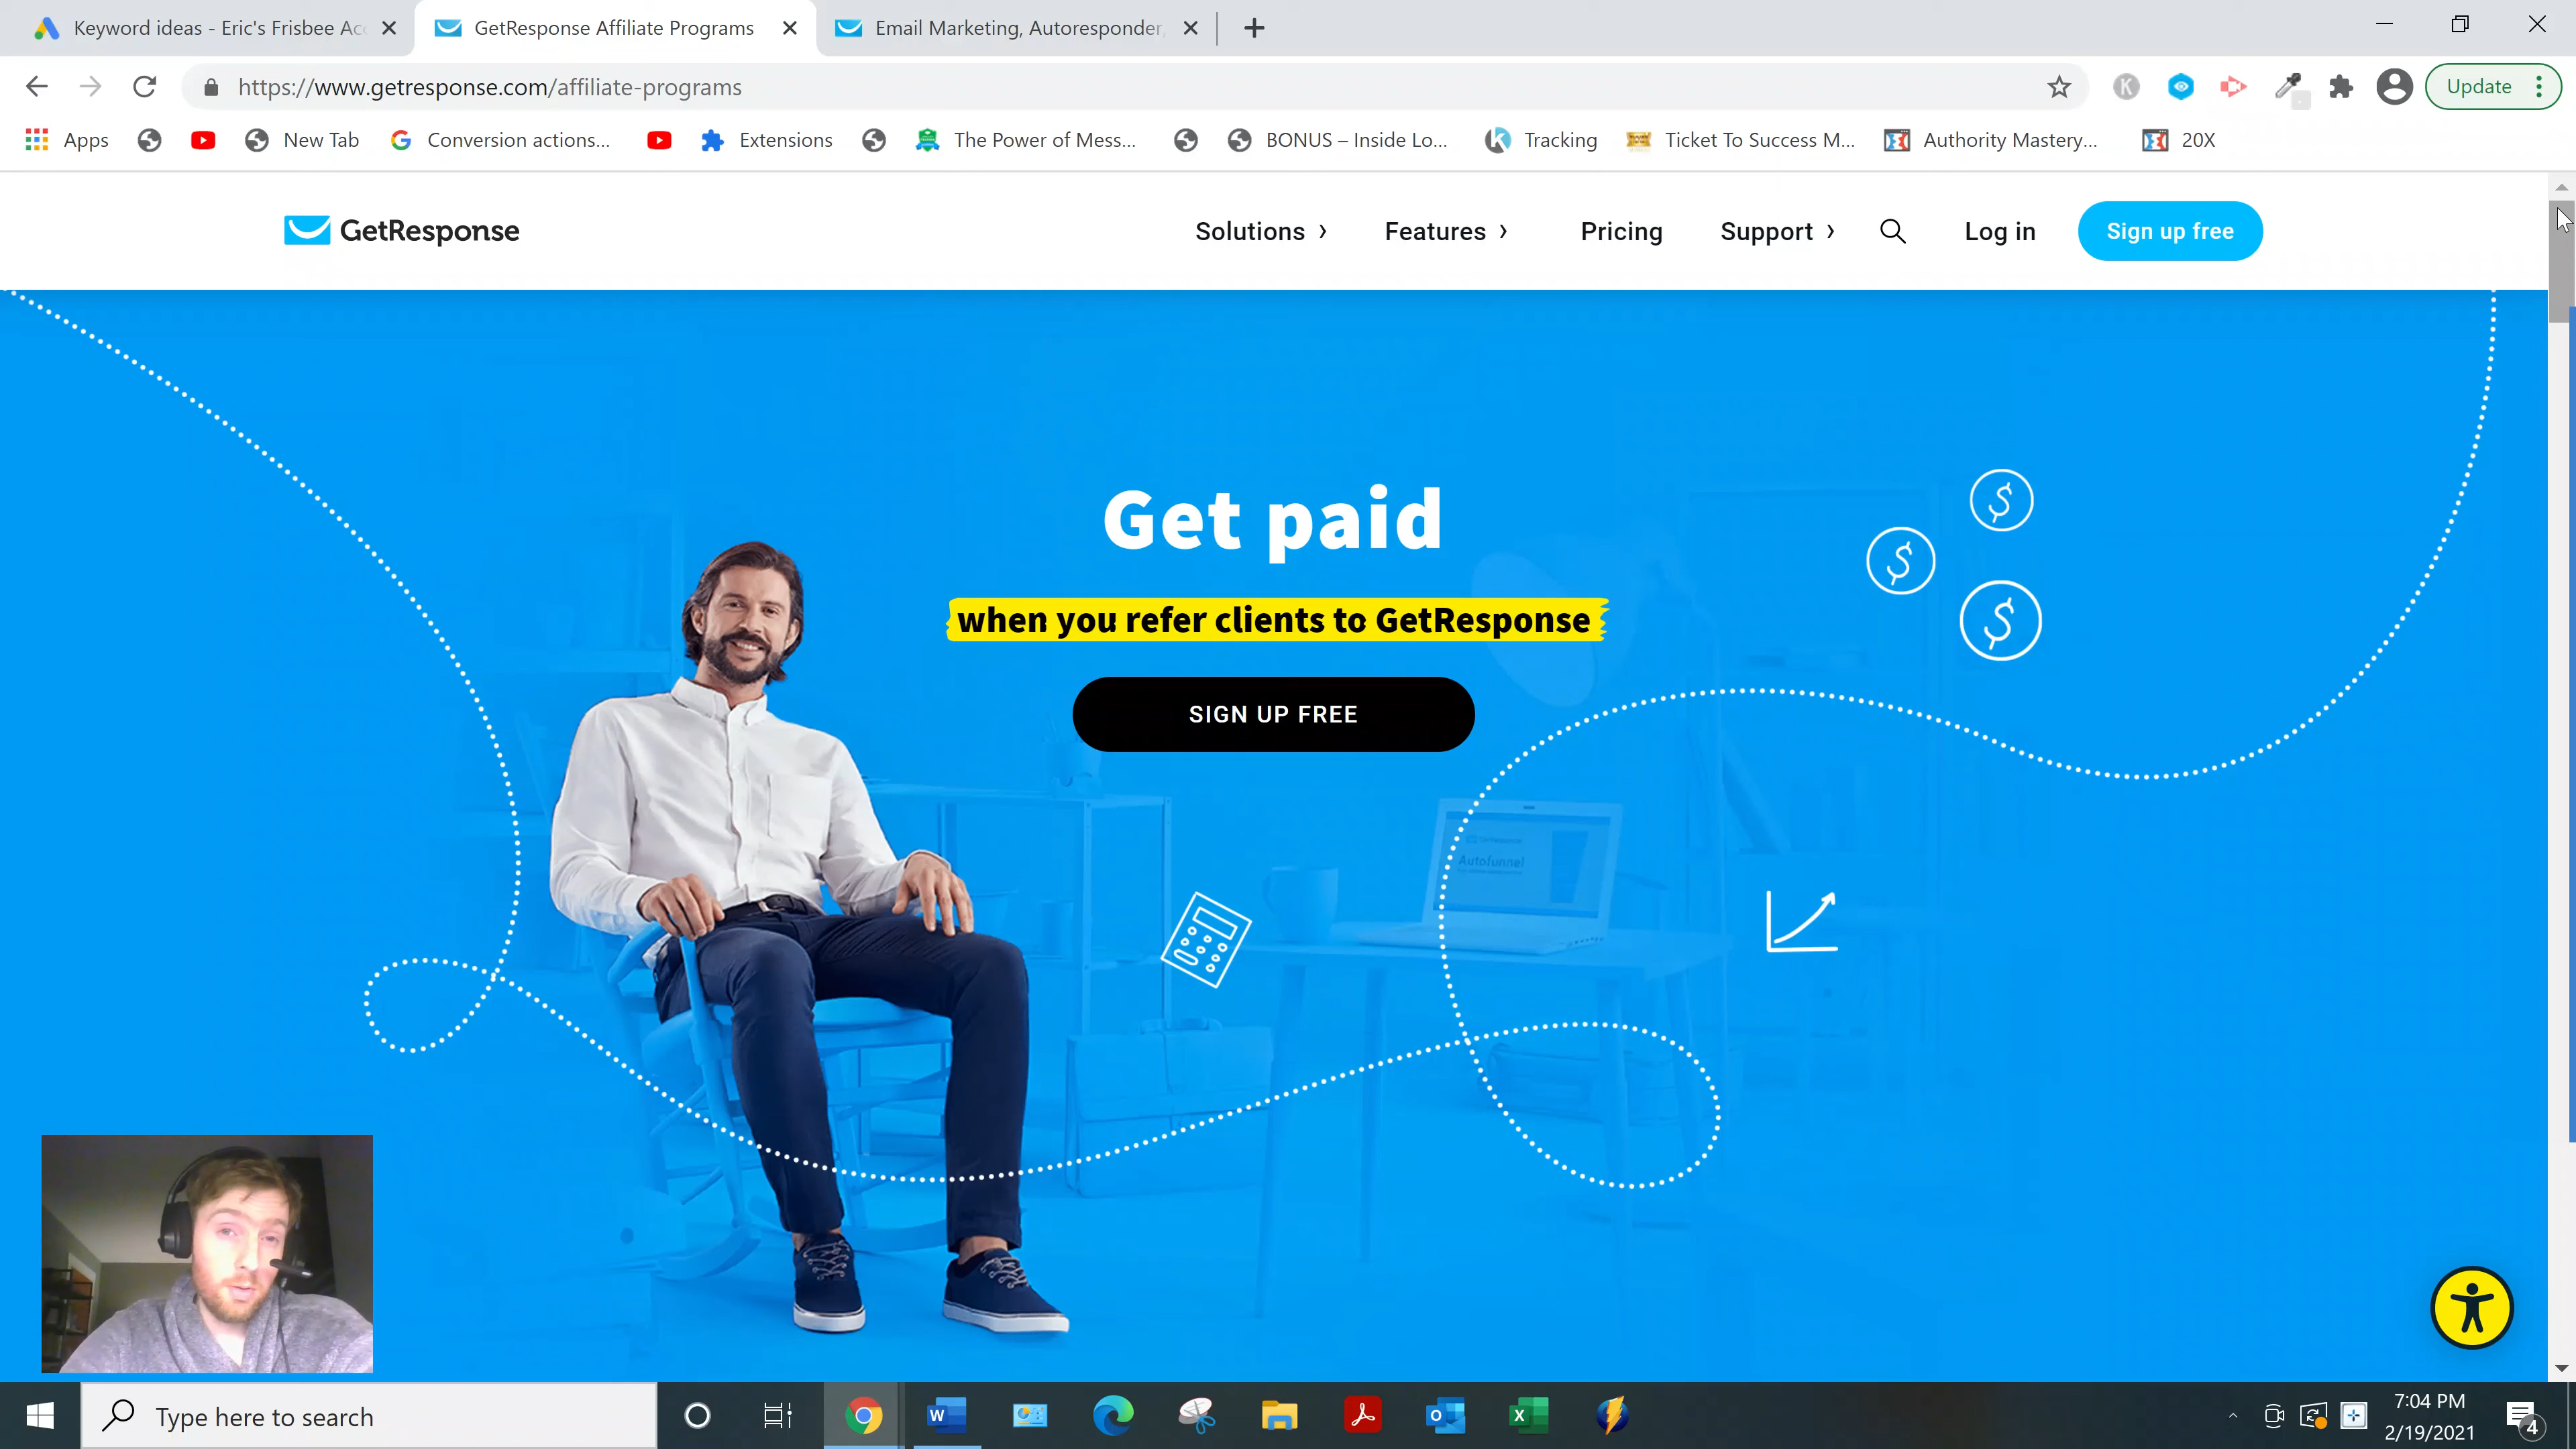 Keyword ideas - Eric's Frisbee Acc
GetResponse Affiliate Programs
Email Marketing, Autoresponder,
https://www.getresponse.com/affiliate-programs
K
Update
Apps
New Tab
Conversion actions...
Extensions
The Power of Mess...
BONUS – Inside Lo...
Tracking
Ticket To Success M...
Authority Mastery...
20X
GetResponse
Solutions
Features
Pricing
Support
Log in
Sign up free
Get paid
when you refer clients to GetResponse
SIGN UP FREE
Autofunnel
Type here to search
7:04 PM
2/19/2021
4